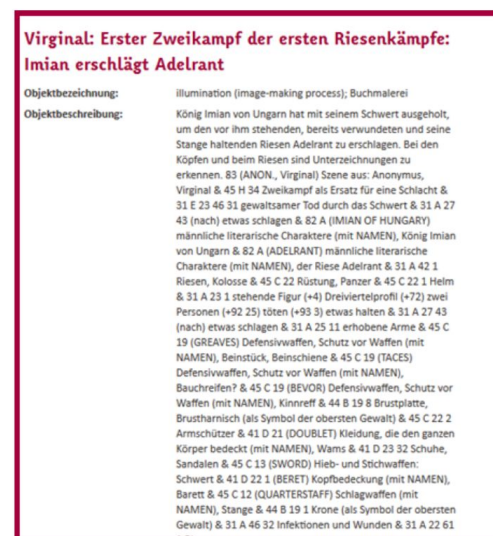 Virginal: Erster Zweikampf der ersten Riesenkämpfe:
Imian erschlägt Adelrant
Objektbezeichnung: illumination (image-making process); Buchmalerei
Objektbeschreibung: König Imian von Ungarn hat mit seinem Schwert ausgeholt,
um den vor ihm stehenden, bereits verwundeten und seine
Stange haltenden Riesen Adelrant zu erschlagen. Bei den
Köpfen und beim Riesen sind Unterzeichnungen zu
erkennen. 83 (ANON., Virginal) Szene aus: Anonymus,
Virginal & 45 H 34 Zweikampf als Ersatz für eine Schlacht &
31 E 23 46 31 gewaltsamer Tod durch das Schwert & 31 A 27
43 (nach) etwas schlagen & 82 A (IMIAN OF HUNGARY)
männliche literarische Charaktere (mit NAMEN), König Imian
von Ungarn & 82 A (ADELRANT) männliche literarische
Charaktere (mit NAMEN), der Riese Adelrant & 31 A 42 1
Riesen, Kolosse & 45 C 22 Rüstung, Panzer & 45 C 22 1 Helm
& 31 A 23 1 stehende Figur (+4) Dreiviertelprofil (+72) zwei
Personen (+92 25) töten (+93 3) etwas halten & 31 A 27 43
(nach) etwas schlagen & 31 A 25 11 erhobene Arme & 45 C
19 (GREAVES) Defensivwaffen, Schutz vor Waffen (mit
NAMEN), Beinstück, Beinschiene & 45 C 19 (TACES)
Defensivwaffen, Schutz vor Waffen (mit NAMEN),
Bauchreifen? & 45 C 19 (BEVOR) Defensivwaffen, Schutz vor
Waffen (mit NAMEN), Kinnreff & 44 B 19 8 Brustplatte,
Brustharnisch (als Symbol der obersten Gewalt) & 45 C 22 2
Armschützer & 41 D 21 (DOUBLET) Kleidung, die den ganzen
Körper bedeckt (mit NAMEN), Wams & 41 D 23 32 Schuhe,
Sandalen & 45 C 13 (SWORD) Hieb- und Stichwaffen:
Schwert & 41 D 22 1 (BERET) Kopfbedeckung (mit NAMEN),
Barett & 45 C 12 (QUARTERSTAFF) Schlagwaffen (mit
NAMEN), Stange & 44 B 19 1 Krone (als Symbol der obersten
Gewalt) & 31 A 46 32 Infektionen und Wunden & 31 A 22 61